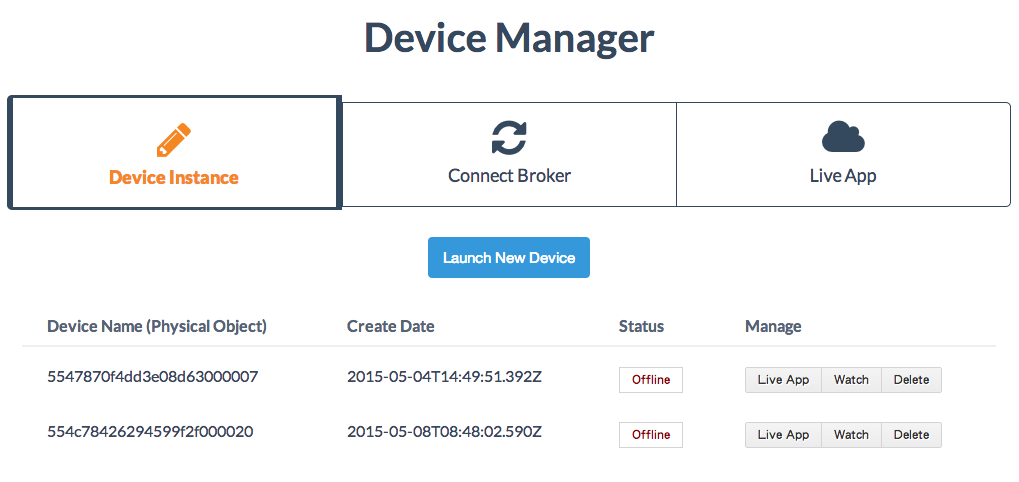 Device Manager
Device Instance
Connect Broker
Live App
Launch New Device
Device Name (Physical Object) Create Date Status Manage
5547870f4dd3e08d63000007 2015-05-04T14:49:51.392Z Offline Live App Watch Delete
554c78426294599f2f000020 2015-05-08T08:48:02.590Z Offline Live App Watch Delete